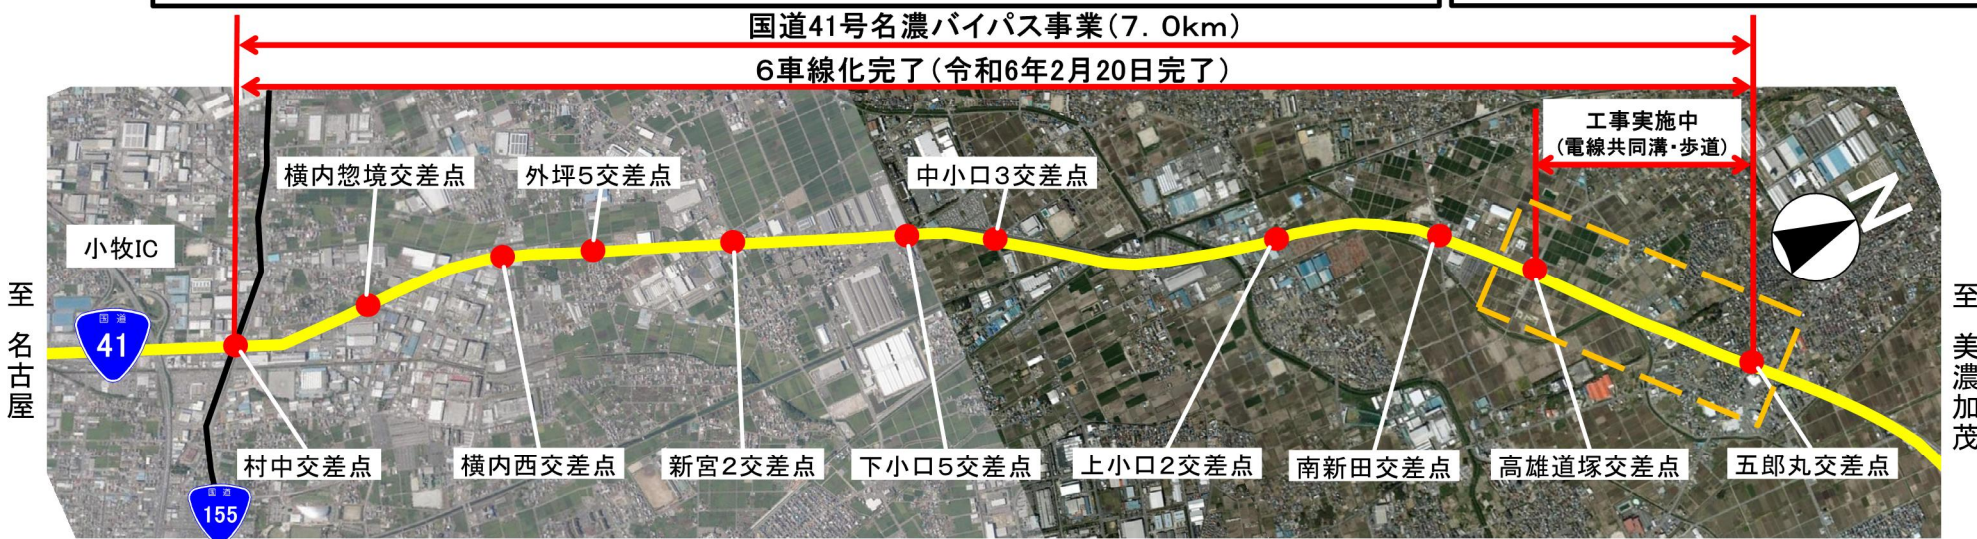 国道41号名濃バイパス事業(7.0km)
6車線化完了(令和6年2月20日完了)
工事実施中
(電線共同溝・歩道)
横内惣境交差点
外坪5交差点
中小口3交差点
小牧IC
N
至 名古屋
国道
41
至 美濃加茂
村中交差点
横内西交差点
新宮2交差点
下小口5交差点
上小口2交差点
南新田交差点
高雄道塚交差点
五郎丸交差点
国道
155